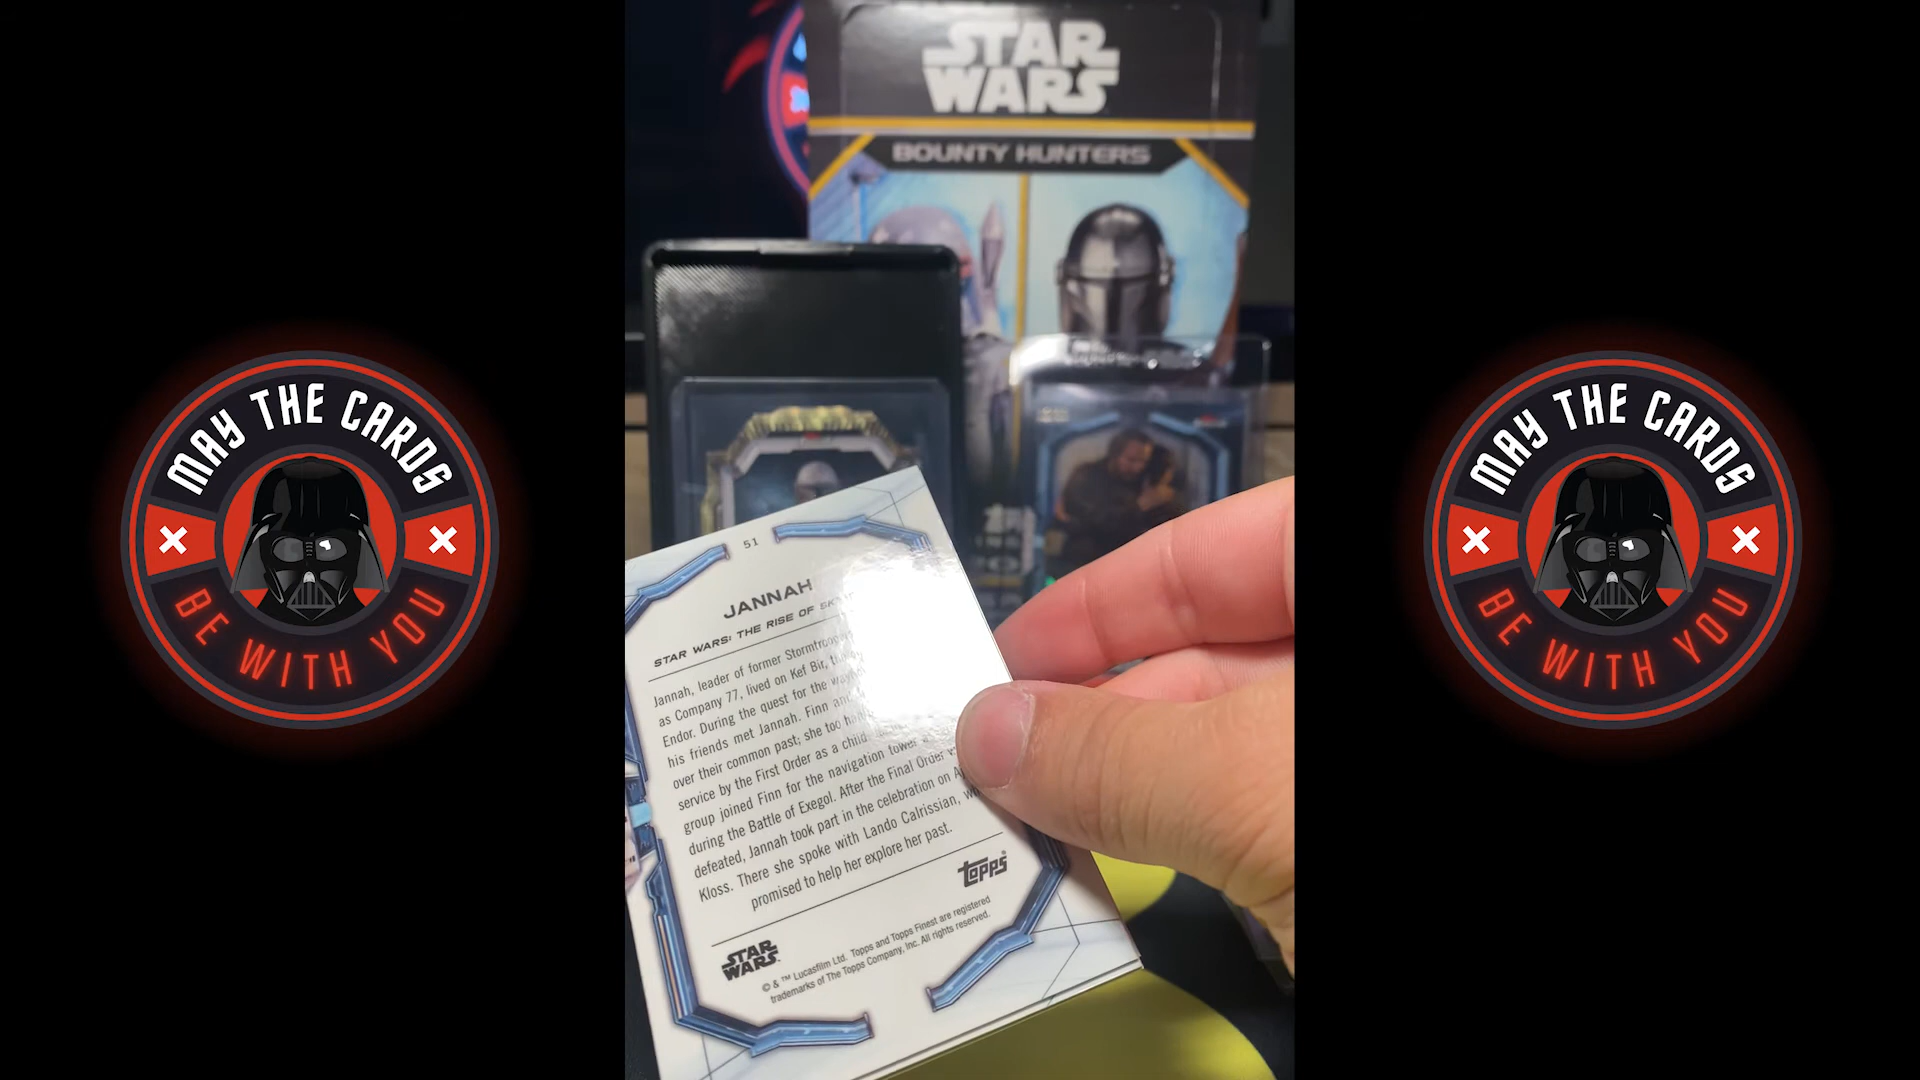 STAR
WARS
BOUNTY HUNTERS
MAY THE CARDS
BE WITH YOU
51
JANNAH
STAR WARS: THE RISE OF
Jannah, leader of former
as Company 77, lived on Kef Bir,
Endor. During the quest for the
his friends met Jannah. Finn
over their common past; she too
service by the First Order as a child
group joined Finn for the navigation tower
during the Battle of Exegol. After the Final Order
defeated, Jannah took part in the celebration on
Kloss. There she spoke with Lando Calrissian,
promised to help her explore her past.
topps
STAR
WARS
© & ™ Lucasfilm Ltd. Topps and Topps Finest are registered
trademarks of The Topps Company, Inc. All rights reserved.
MAY THE CARDS
BE WITH YOU